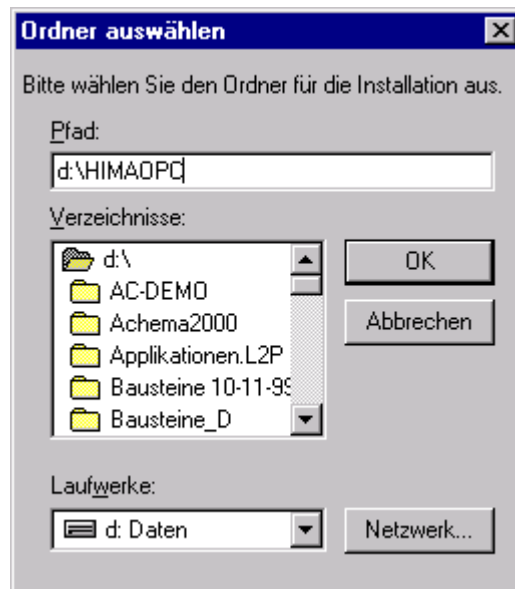 Ordner auswählen
Bitte wählen Sie den Ordner für die Installation aus.
Pfad:
d:\HIMAOPC
Verzeichnisse:
d:\
OK
AC-DEMO
Achema2000
Abbrechen
Applikationen.L2P
Bausteine 10-11-99
Bausteine_D
Laufwerke:
d: Daten
Netzwerk...